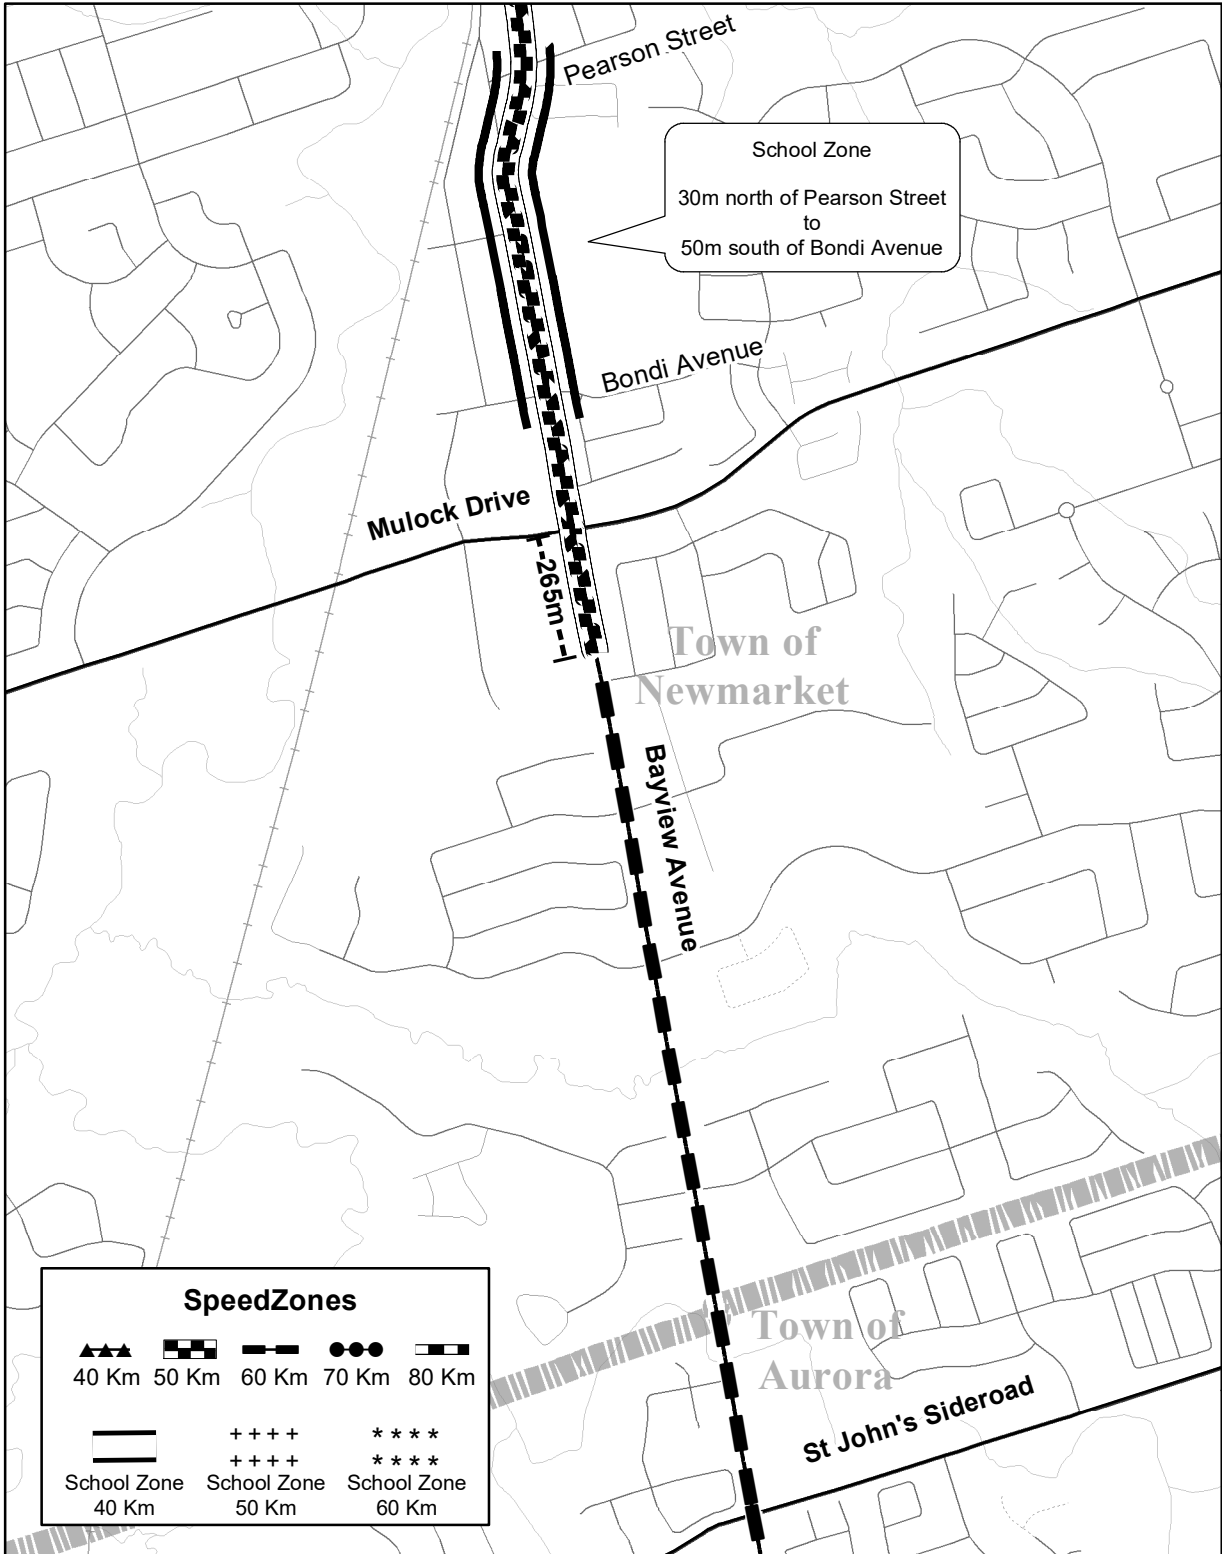 Pearson Street
School Zone
30m north of Pearson Street
to
50m south of Bondi Avenue
Bondi Avenue
Mulock Drive
265m
Town of
Newmarket
Bayview Avenue
Town of
Aurora
St John's Sideroad
SpeedZones
40 Km 50 Km 60 Km 70 Km 80 Km
++++ ****
++++ ****
School Zone School Zone School Zone
40 Km 50 Km 60 Km